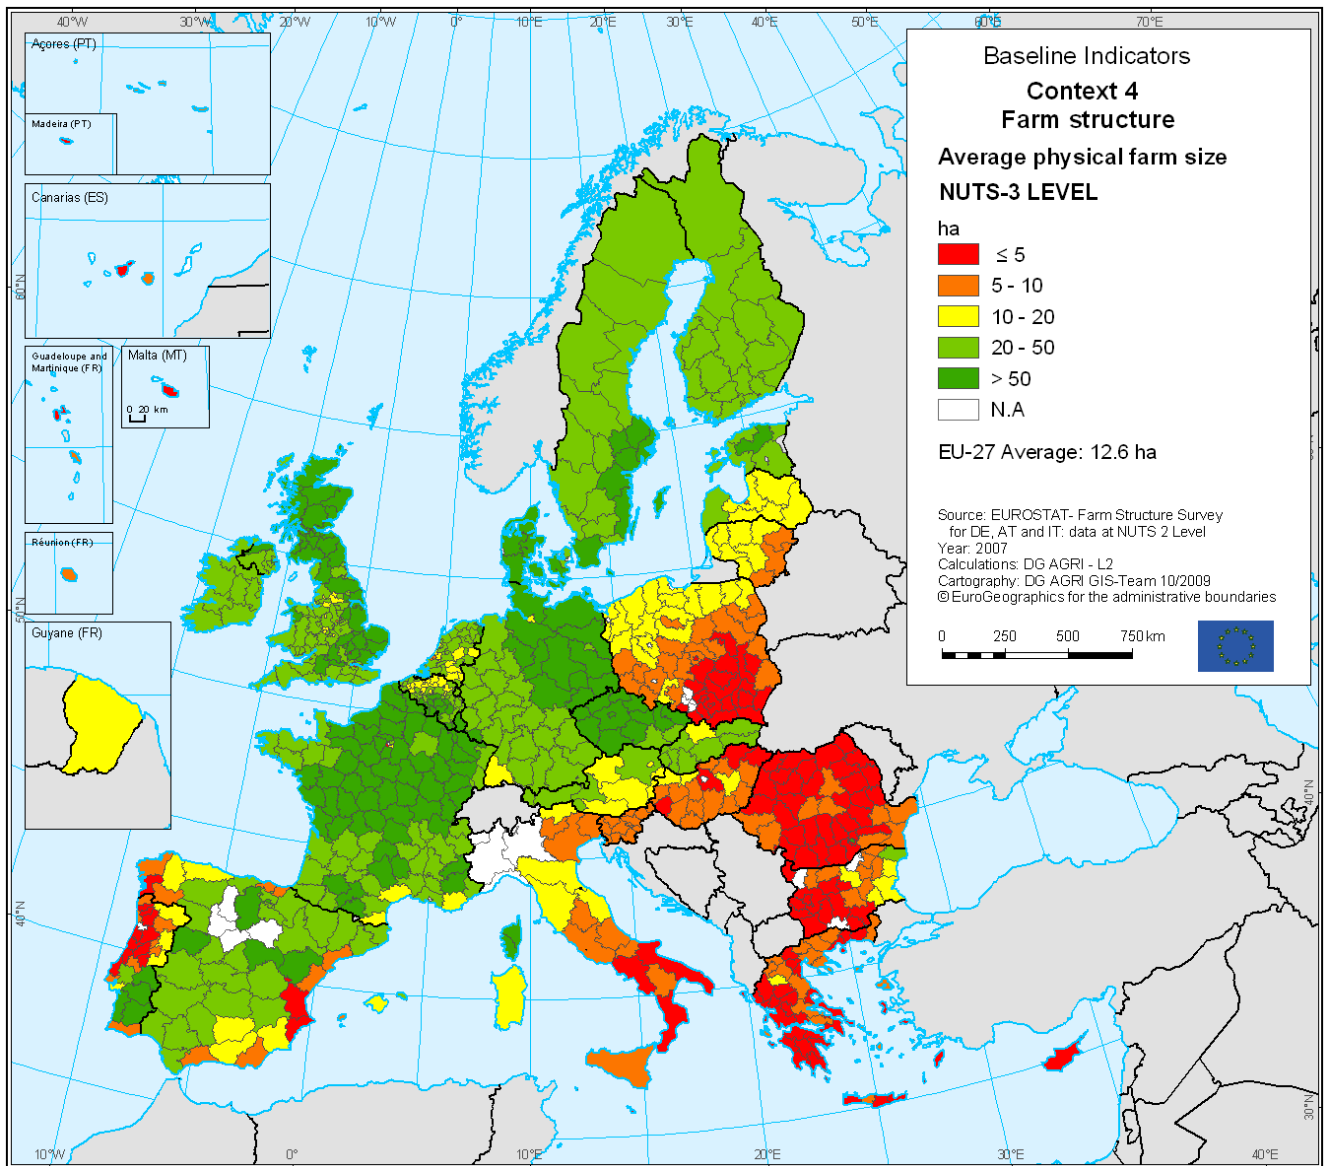 40°W 30°W 20°W 10°W 0° 10°E 20°E 30°E 40°E 50°E 60°E 70°E
Açores (PT)
Madeira (PT)
Canarias (ES)
Guadeloupe and
Martinique (FR)
Malta (MT)
0 20 km
Réunion (FR)
Guyane (FR)
Baseline Indicators
Context 4
Farm structure
Average physical farm size
NUTS-3 LEVEL
ha
≤ 5
5 - 10
10 - 20
20 - 50
> 50
N.A
EU-27 Average: 12.6 ha
Source: EUROSTAT- Farm Structure Survey
for DE, AT and IT: data at NUTS 2 Level
Year: 2007
Calculations: DG AGRI - L2
Cartography: DG AGRI GIS-Team 10/2009
© EuroGeographics for the administrative boundaries
0 250 500 750 km
60°N
50°N
40°N
40°N
30°N
10°W 0° 10°E 20°E 30°E 40°E